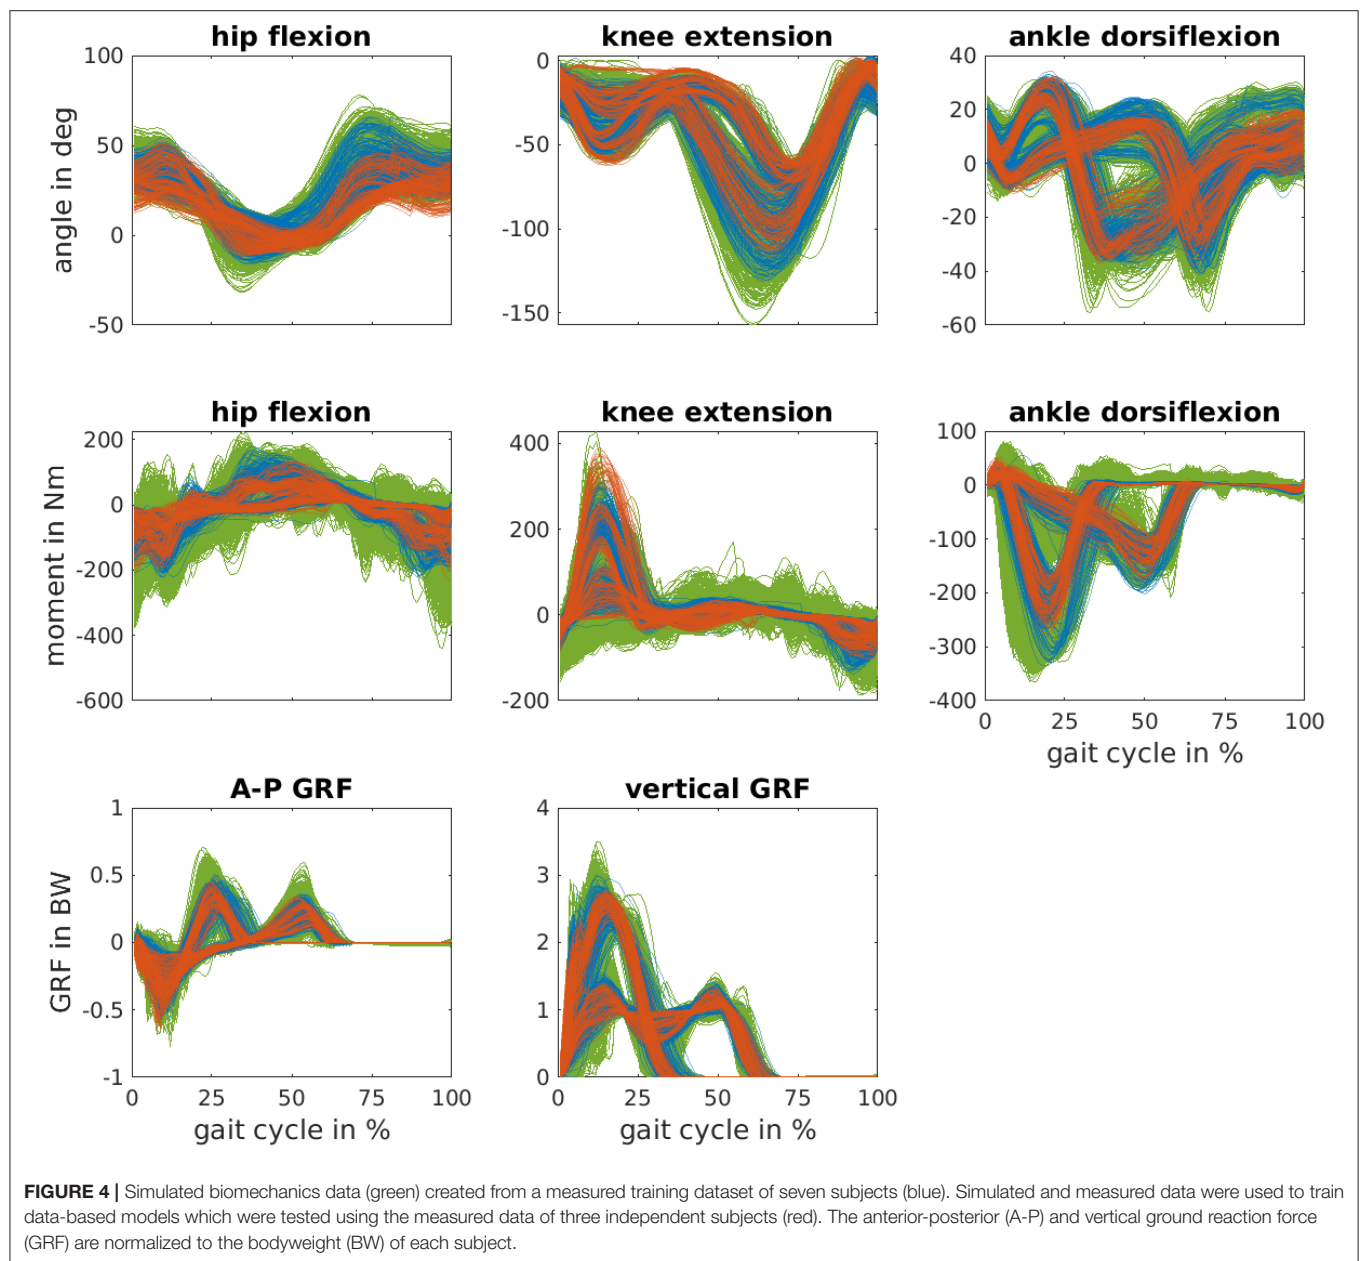 hip flexion
knee extension
ankle dorsiflexion
angle in deg
100
50
0
-50
0
-50
-100
-150
40
20
0
-20
-40
-60
hip flexion
knee extension
ankle dorsiflexion
moment in Nm
200
0
-200
-400
-600
400
200
0
-200
100
0
-100
-200
-300
-400
0 25 50 75 100
gait cycle in %
A-P GRF
vertical GRF
GRF in BW
1
0.5
0
-0.5
-1
0 25 50 75 100
gait cycle in %
4
3
2
1
0
0 25 50 75 100
gait cycle in %
FIGURE 4 | Simulated biomechanics data (green) created from a measured training dataset of seven subjects (blue). Simulated and measured data were used to train
data-based models which were tested using the measured data of three independent subjects (red). The anterior-posterior (A-P) and vertical ground reaction force
(GRF) are normalized to the bodyweight (BW) of each subject.